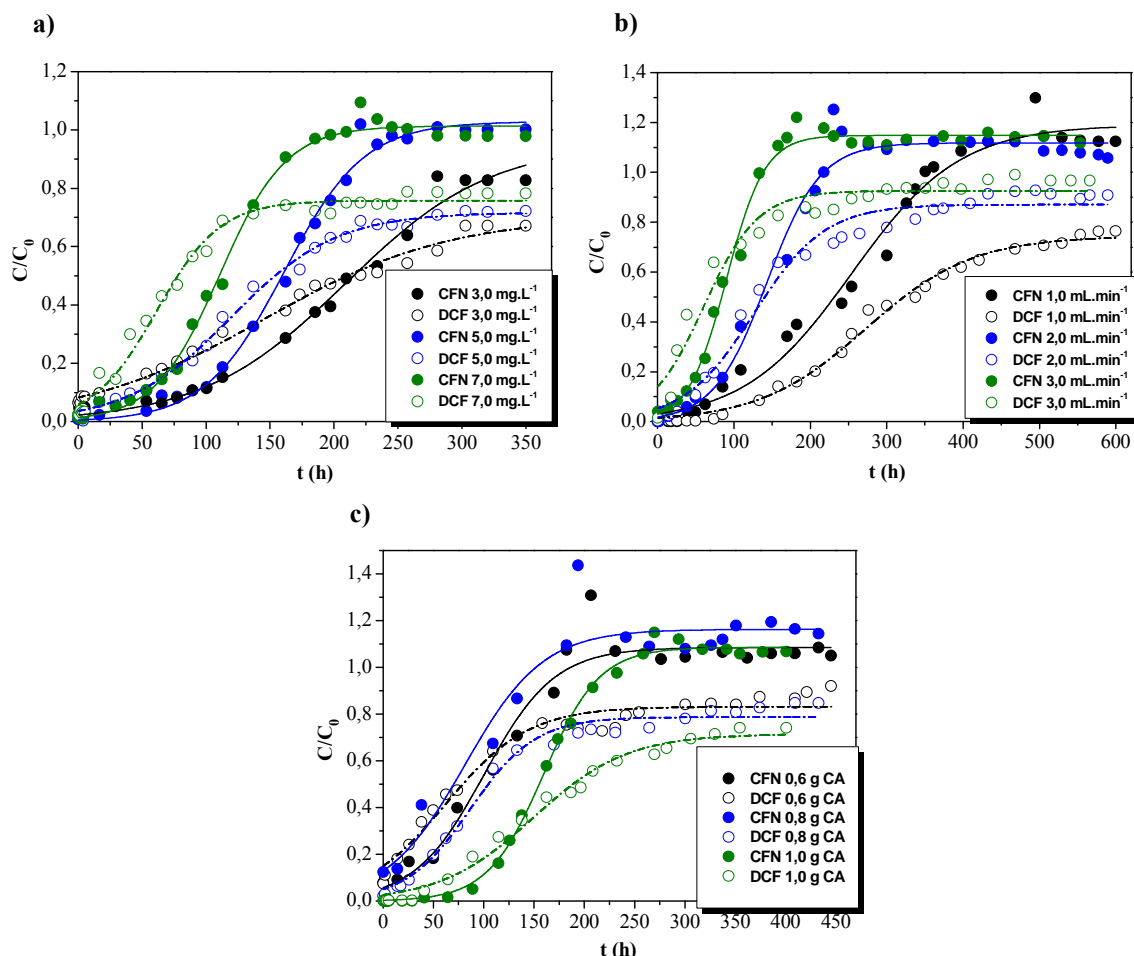 a)
1,2
1,0
0,8
0,6
0,4
0,2
0,0
C/C₀
0 50 100 150 200 250 300 350
t (h)
CFN 3,0 mg.L⁻¹
DCF 3,0 mg.L⁻¹
CFN 5,0 mg.L⁻¹
DCF 5,0 mg.L⁻¹
CFN 7,0 mg.L⁻¹
DCF 7,0 mg.L⁻¹
b)
1,4
1,2
1,0
0,8
0,6
0,4
0,2
0,0
C/C₀
0 100 200 300 400 500 600
t (h)
CFN 1,0 mL.min⁻¹
DCF 1,0 mL.min⁻¹
CFN 2,0 mL.min⁻¹
DCF 2,0 mL.min⁻¹
CFN 3,0 mL.min⁻¹
DCF 3,0 mL.min⁻¹
c)
1,4
1,2
1,0
0,8
0,6
0,4
0,2
0,0
C/C₀
0 50 100 150 200 250 300 350 400 450
t (h)
CFN 0,6 g CA
DCF 0,6 g CA
CFN 0,8 g CA
DCF 0,8 g CA
CFN 1,0 g CA
DCF 1,0 g CA